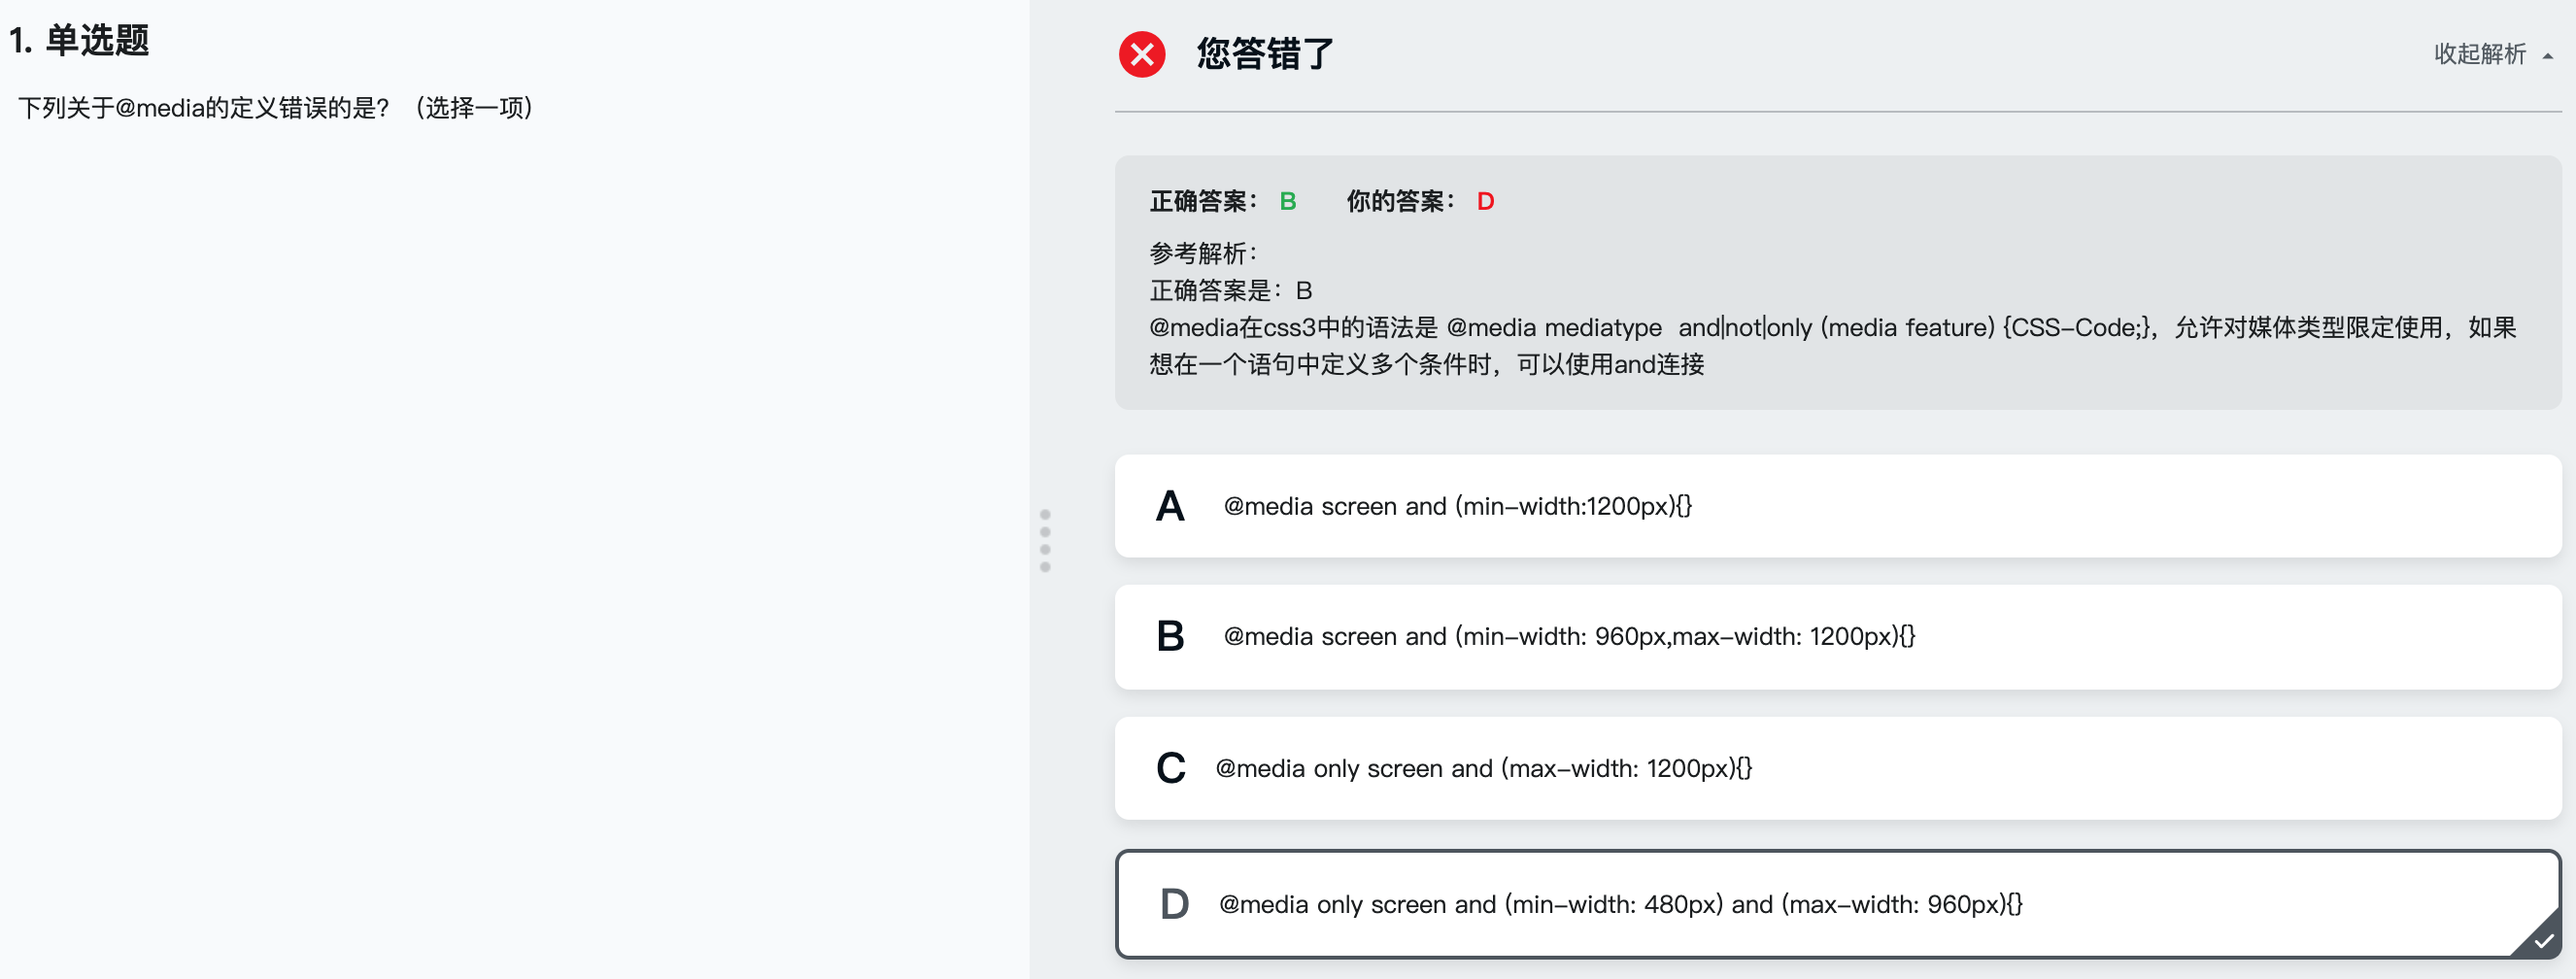 1. 单选题
下列关于@media的定义错误的是？（选择一项）
您答错了
收起解析
正确答案： B 你的答案： D
参考解析：
正确答案是：B
@media在css3中的语法是 @media mediatype and|not|only (media feature) {CSS-Code;}，允许对媒体类型限定使用，如果
想在一个语句中定义多个条件时，可以使用and连接
A @media screen and (min-width:1200px){}
B @media screen and (min-width: 960px,max-width: 1200px){}
C @media only screen and (max-width: 1200px){}
D @media only screen and (min-width: 480px) and (max-width: 960px){}